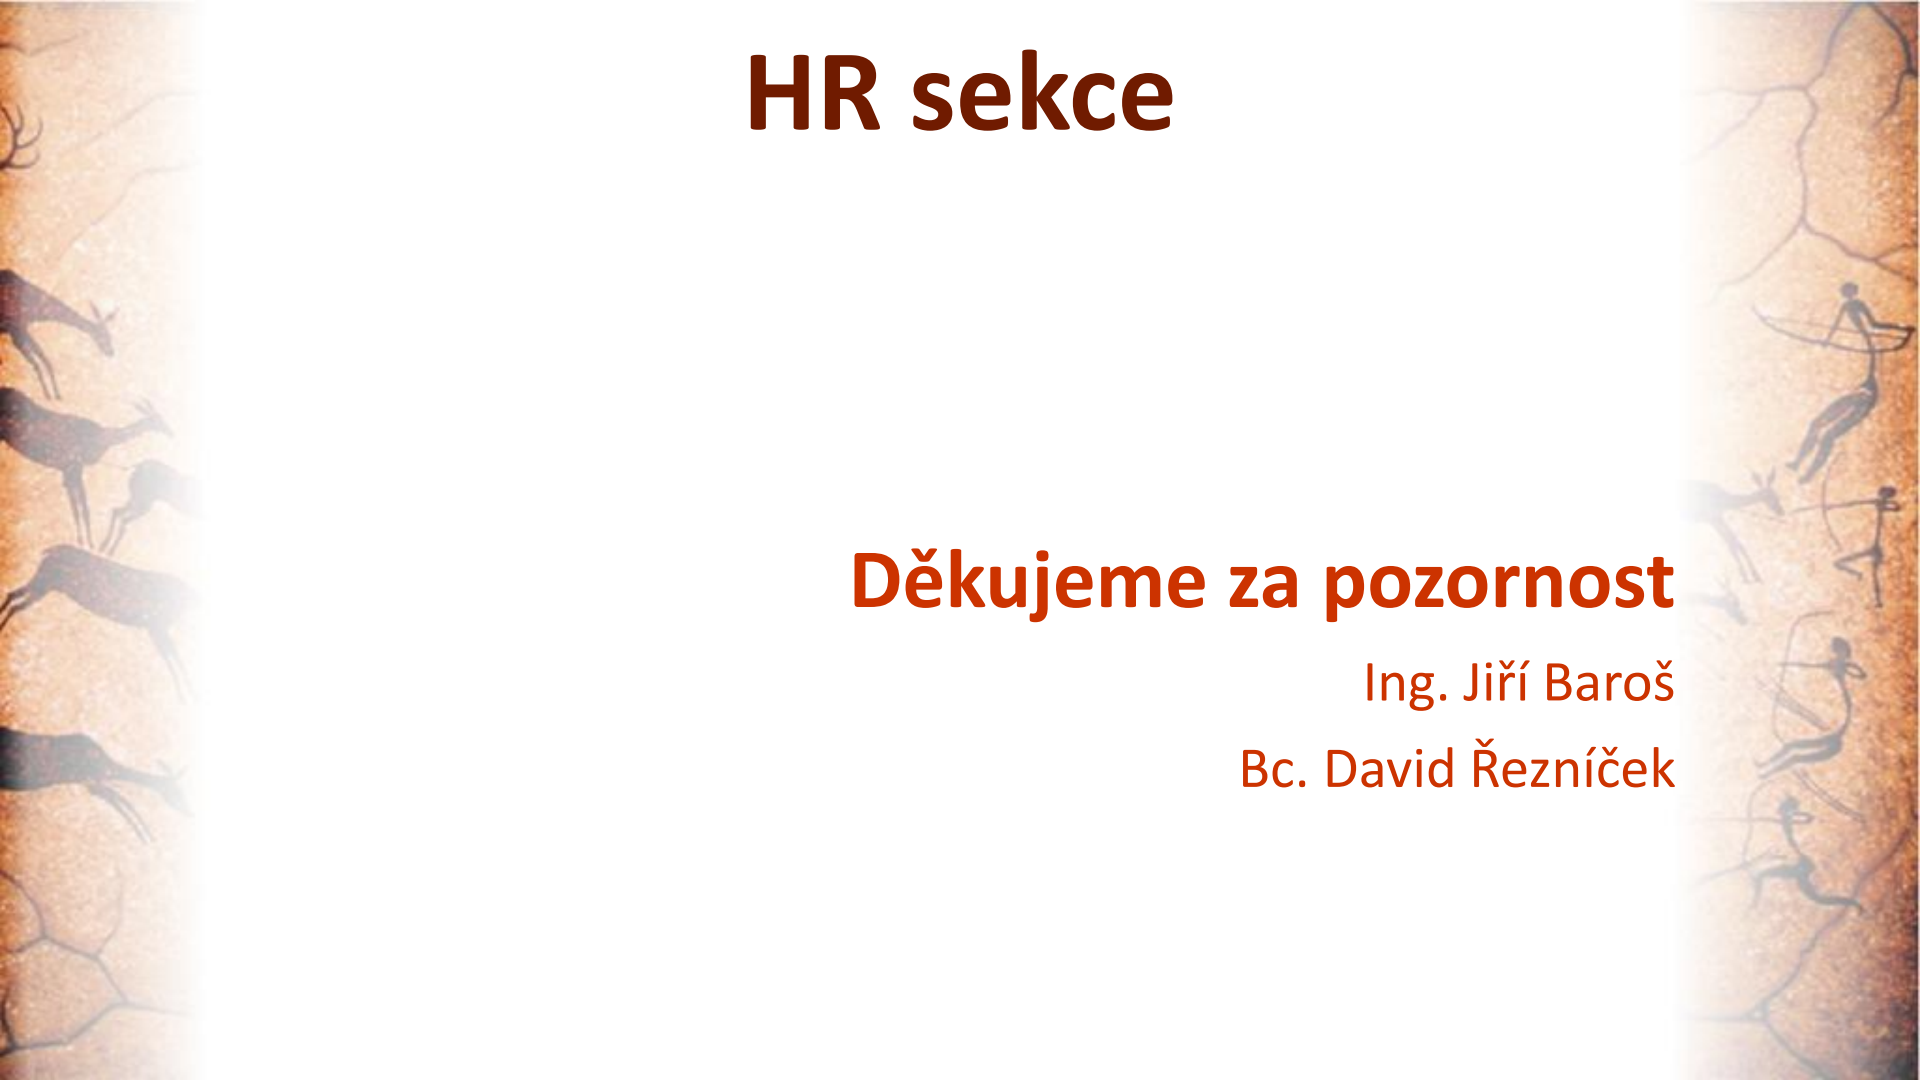 HR sekce
Děkujeme za pozornost
Ing. Jiří Baroš
Bc. David Řezníček